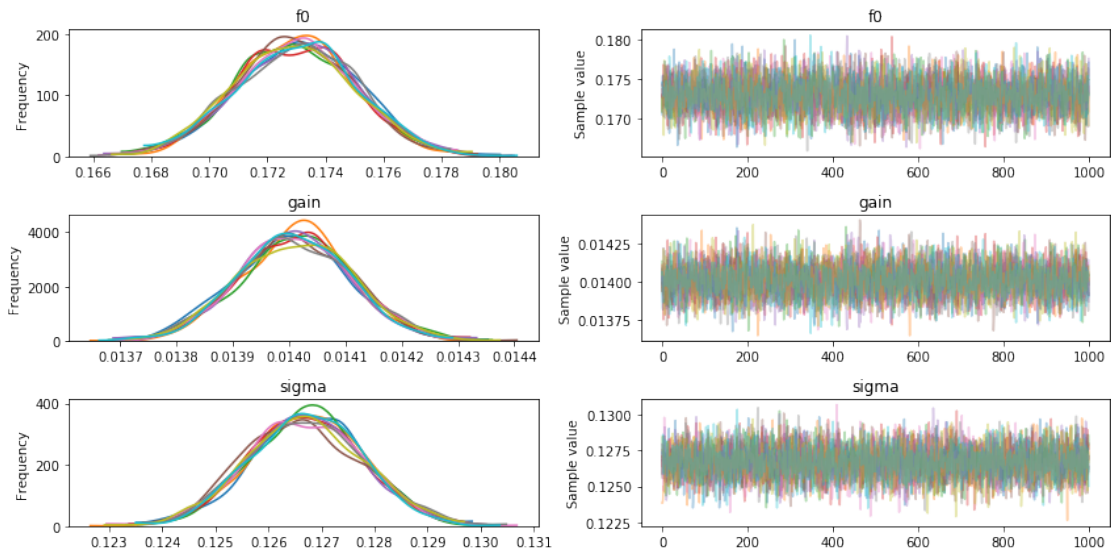 f0
Frequency
200
100
0
0.166 0.168 0.170 0.172 0.174 0.176 0.178 0.180
f0
Sample value
0.180
0.175
0.170
0 200 400 600 800 1000
gain
Frequency
4000
2000
0
0.0137 0.0138 0.0139 0.0140 0.0141 0.0142 0.0143 0.0144
gain
Sample value
0.01425
0.01400
0.01375
0 200 400 600 800 1000
sigma
Frequency
400
200
0
0.123 0.124 0.125 0.126 0.127 0.128 0.129 0.130 0.131
sigma
Sample value
0.1300
0.1275
0.1250
0.1225
0 200 400 600 800 1000